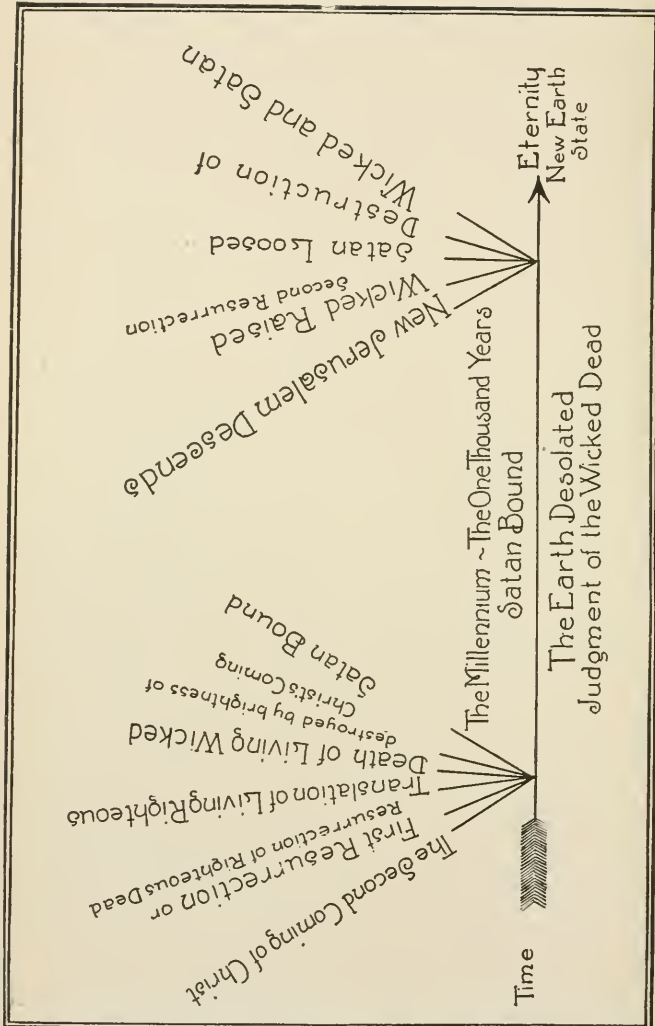 The Second Coming of Christ
First Resurrection or
Resurrection of Righteous Dead
Translation of Living Righteous
Death of Living Wicked
destroyed by brightness of
Christ's Coming
Satan Bound
New Jerusalem Descends
Wicked Raised
Second Resurrection
Satan Loosed
Destruction of
Wicked and Satan
The Millennium ~ The One Thousand Years
Satan Bound
Time
Eternity
New Earth
State
The Earth Desolated
Judgment of the Wicked Dead